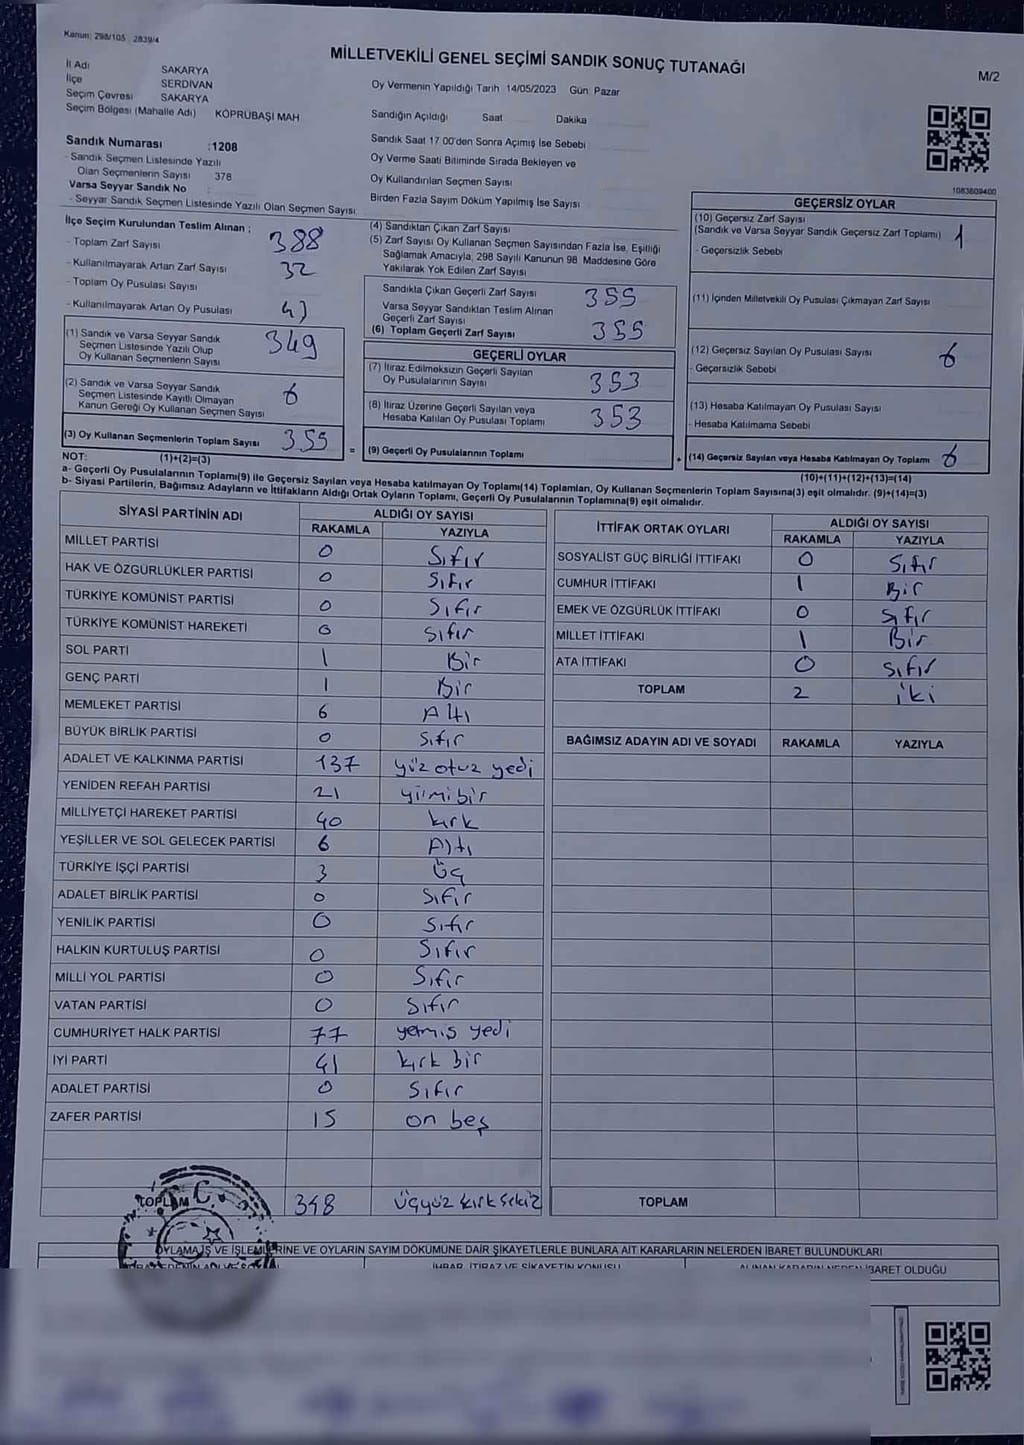 Kanun: 298/105 2839/4
MİLLETVEKİLİ GENEL SEÇİMİ SANDIK SONUÇ TUTANAĞI
M/2
İl Adı SAKARYA
İlçe SERDİVAN
Seçim Çevresi SAKARYA
Seçim Bölgesi (Mahalle Adı) KÖPRÜBAŞI MAH
Oy Vermenin Yapıldığı Tarih 14/05/2023 Gün: Pazar
Sandığın Açıldığı Saat Dakika
Sandık Saat 17.00'den Sonra Açılmış İse Sebebi
Oy Verme Saati Bitiminde Sırada Bekleyen ve
Oy Kullandırılan Seçmen Sayısı
Birden Fazla Sayım Döküm Yapılmış İse Sayısı
Sandık Numarası :1208
- Sandık Seçmen Listesinde Yazılı
Olan Seçmenlerin Sayısı 378
Varsa Seyyar Sandık No
- Seyyar Sandık Seçmen Listesinde Yazılı Olan Seçmen Sayısı
1083609400
İlçe Seçim Kurulundan Teslim Alınan ;
- Toplam Zarf Sayısı 388
- Kullanılmayarak Artan Zarf Sayısı 32
- Toplam Oy Pusulası Sayısı
- Kullanılmayarak Artan Oy Pusulası
(1) Sandık ve Varsa Seyyar Sandık
Seçmen Listesinde Yazılı Olup
Oy Kullanan Seçmenlerin Sayısı 349
(2) Sandık ve Varsa Seyyar Sandık
Seçmen Listesinde Kayıtlı Olmayan
Kanun Gereği Oy Kullanan Seçmen Sayısı 6
(3) Oy Kullanan Seçmenlerin Toplam Sayısı 355 =
(4) Sandıktan Çıkan Zarf Sayısı
(5) Zarf Sayısı Oy Kullanan Seçmen Sayısından Fazla İse, Eşitliği
Sağlamak Amacıyla, 298 Sayılı Kanunun 98. Maddesine Göre
Yakılarak Yok Edilen Zarf Sayısı
Sandıkta Çıkan Geçerli Zarf Sayısı 355
Varsa Seyyar Sandıktan Teslim Alınan
Geçerli Zarf Sayısı
(6) Toplam Geçerli Zarf Sayısı 355
GEÇERLİ OYLAR
(7) İtiraz Edilmeksizin Geçerli Sayılan
Oy Pusulalarının Sayısı 353
(8) İtiraz Üzerine Geçerli Sayılan veya
Hesaba Katılan Oy Pusulası Toplamı 353
(9) Geçerli Oy Pusulalarının Toplamı +
GEÇERSİZ OYLAR
(10) Geçersiz Zarf Sayısı
(Sandık ve Varsa Seyyar Sandık Geçersiz Zarf Toplamı) 1
- Geçersizlik Sebebi
(11) İçinden Milletvekili Oy Pusulası Çıkmayan Zarf Sayısı
(12) Geçersiz Sayılan Oy Pusulası Sayısı 6
- Geçersizlik Sebebi
(13) Hesaba Katılmayan Oy Pusulası Sayısı
- Hesaba Katılmama Sebebi
(14) Geçersiz Sayılan veya Hesaba Katılmayan Oy Toplamı 6
NOT: (1)+(2)=(3)
(10)+(11)+(12)+(13)=(14)
a- Geçerli Oy Pusulalarının Toplamı(9) ile Geçersiz Sayılan veya Hesaba katılmayan Oy Toplamı(14) Toplamları, Oy Kullanan Seçmenlerin Toplam Sayısına(3) eşit olmalıdır. (9)+(14)=(3)
b- Siyasi Partilerin, Bağımsız Adayların ve İttifakların Aldığı Ortak Oyların Toplamı, Geçerli Oy Pusulalarının Toplamına(9) eşit olmalıdır.
SİYASİ PARTİNİN ADI ALDIĞI OY SAYISI
RAKAMLA YAZIYLA
MİLLET PARTİSİ 0 Sıfır
HAK VE ÖZGÜRLÜKLER PARTİSİ 0 Sıfır
TÜRKİYE KOMÜNİST PARTİSİ 0 Sıfır
TÜRKİYE KOMÜNİST HAREKETİ 0 Sıfır
SOL PARTİ 1 Bir
GENÇ PARTİ 1 Bir
MEMLEKET PARTİSİ 6 Altı
BÜYÜK BİRLİK PARTİSİ 0 Sıfır
ADALET VE KALKINMA PARTİSİ 137 yüz otuz yedi
YENİDEN REFAH PARTİSİ 21 yirmi bir
MİLLİYETÇİ HAREKET PARTİSİ 40 kırk
YEŞİLLER VE SOL GELECEK PARTİSİ 6 Altı
TÜRKİYE İŞÇİ PARTİSİ 3 Üç
ADALET BİRLİK PARTİSİ 0 Sıfır
YENİLİK PARTİSİ 0 Sıfır
HALKIN KURTULUŞ PARTİSİ 0 Sıfır
MİLLİ YOL PARTİSİ 0 Sıfır
VATAN PARTİSİ 0 Sıfır
CUMHURİYET HALK PARTİSİ 77 yetmiş yedi
İYİ PARTİ 41 kırk bir
ADALET PARTİSİ 0 Sıfır
ZAFER PARTİSİ 15 on beş
TOPLAM 348 Üçyüz kırk sekiz
İTTİFAK ORTAK OYLARI ALDIĞI OY SAYISI
RAKAMLA YAZIYLA
SOSYALİST GÜÇ BİRLİĞİ İTTİFAKI 0 Sıfır
CUMHUR İTTİFAKI 1 Bir
EMEK VE ÖZGÜRLÜK İTTİFAKI 0 Sıfır
MİLLET İTTİFAKI 1 Bir
ATA İTTİFAKI 0 Sıfır
TOPLAM 2 iki
BAĞIMSIZ ADAYIN ADI VE SOYADI RAKAMLA YAZIYLA
TOPLAM
OYLAMA İŞ VE İŞLEMLERİNE VE OYLARIN SAYIM DÖKÜMÜNE DAİR ŞİKAYETLERLE BUNLARA AİT KARARLARIN NELERDEN İBARET BULUNDUKLARI
İHBAR, İTİRAZ VE ŞİKAYETİN KONUSU ALINAN KARARIN NEDEN İBARET OLDUĞU